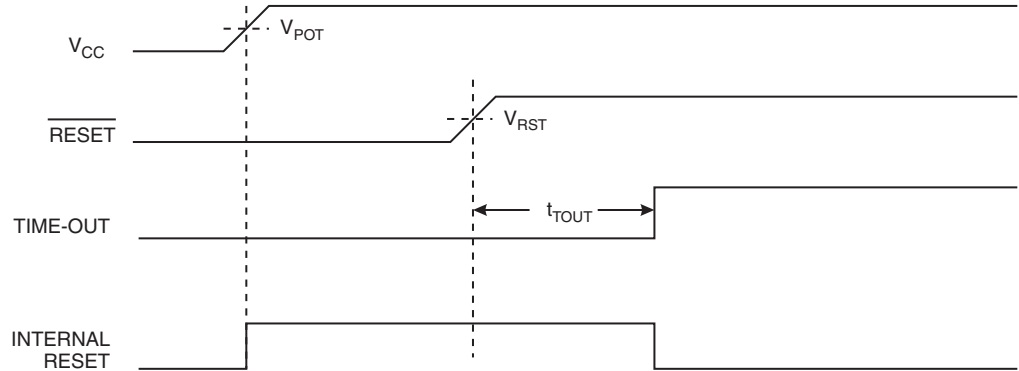 V_POT
V_CC
V_RST
RESET
t_TOUT
TIME-OUT
INTERNAL
RESET